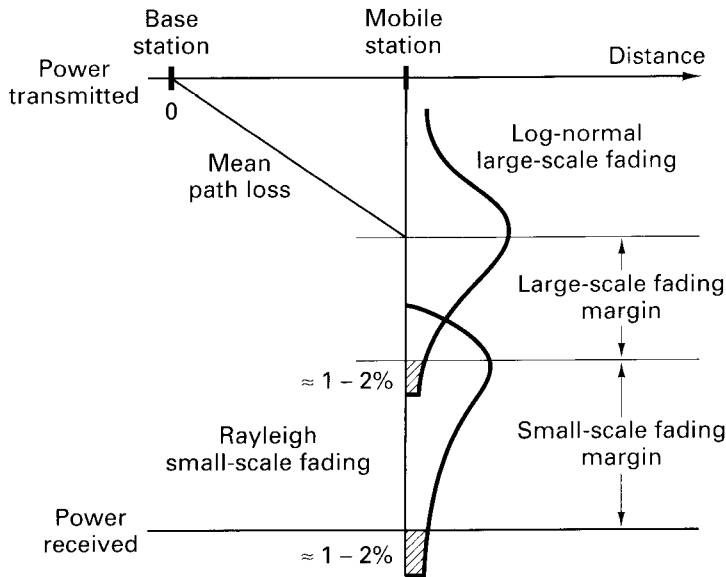 Base
station
Mobile
station
Distance
Power
transmitted
0
Log-normal
large-scale fading
Mean
path loss
Large-scale fading
margin
≈ 1 – 2%
Rayleigh
small-scale fading
Small-scale fading
margin
Power
received
≈ 1 – 2%